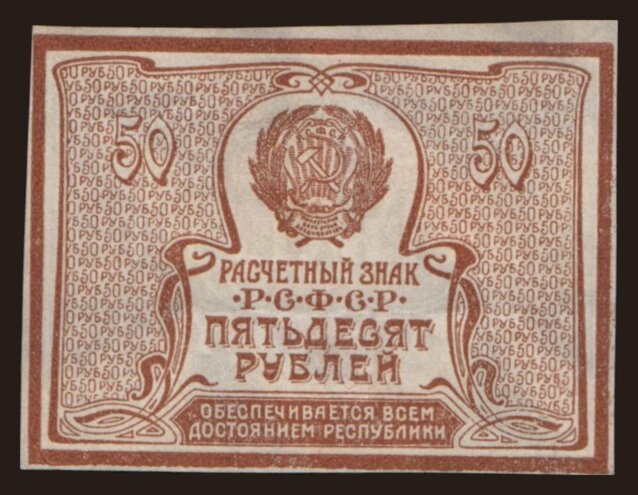 50 50
РАСЧЕТНЫЙ ЗНАК
Р·С·Ф·С·Р·
ПЯТЬДЕСЯТ
РУБЛЕЙ
ОБЕСПЕЧИВАЕТСЯ ВСЕМ
ДОСТОЯНИЕМ РЕСПУБЛИКИ